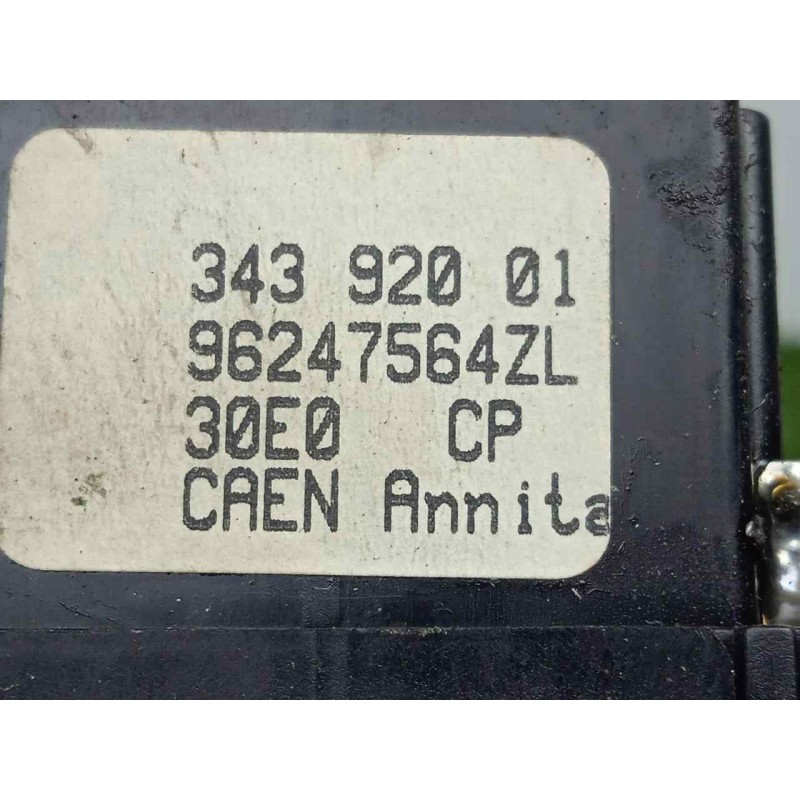 343 920 01
96247564ZL
30E0 CP
CAEN Annita